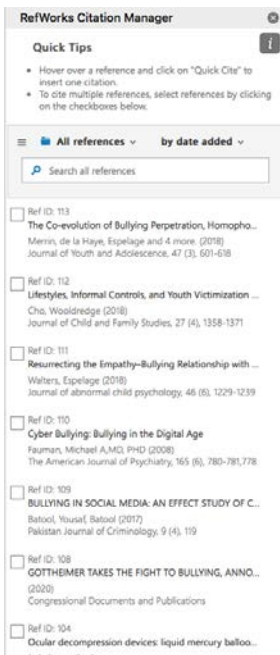 RefWorks Citation Manager
Quick Tips
i
• Hover over a reference and click on "Quick Cite" to
insert one citation.
• To cite multiple references, select references by clicking
on the checkboxes below.
All references by date added
Search all references
Ref ID: 113
The Co-evolution of Bullying Perpetration, Homopho...
Merrin, de la Haye, Espelage and 4 more. (2018)
Journal of Youth and Adolescence, 47 (3), 601-618
Ref ID: 112
Lifestyles, Informal Controls, and Youth Victimization ...
Cho, Wooldredge (2018)
Journal of Child and Family Studies, 27 (4), 1358-1371
Ref ID: 111
Resurrecting the Empathy–Bullying Relationship with ...
Walters, Espelage (2018)
Journal of abnormal child psychology, 46 (6), 1229-1239
Ref ID: 110
Cyber Bullying: Bullying in the Digital Age
Fauman, Michael A,MD, PHD (2008)
The American Journal of Psychiatry, 165 (6), 780-781,778
Ref ID: 109
BULLYING IN SOCIAL MEDIA: AN EFFECT STUDY OF C...
Batool, Yousaf, Batool (2017)
Pakistan Journal of Criminology, 9 (4), 119
Ref ID: 108
GOTTHEIMER TAKES THE FIGHT TO BULLYING, ANNO...
(2020)
Congressional Documents and Publications
Ref ID: 104
Ocular decompression devices: liquid mercury balloo...